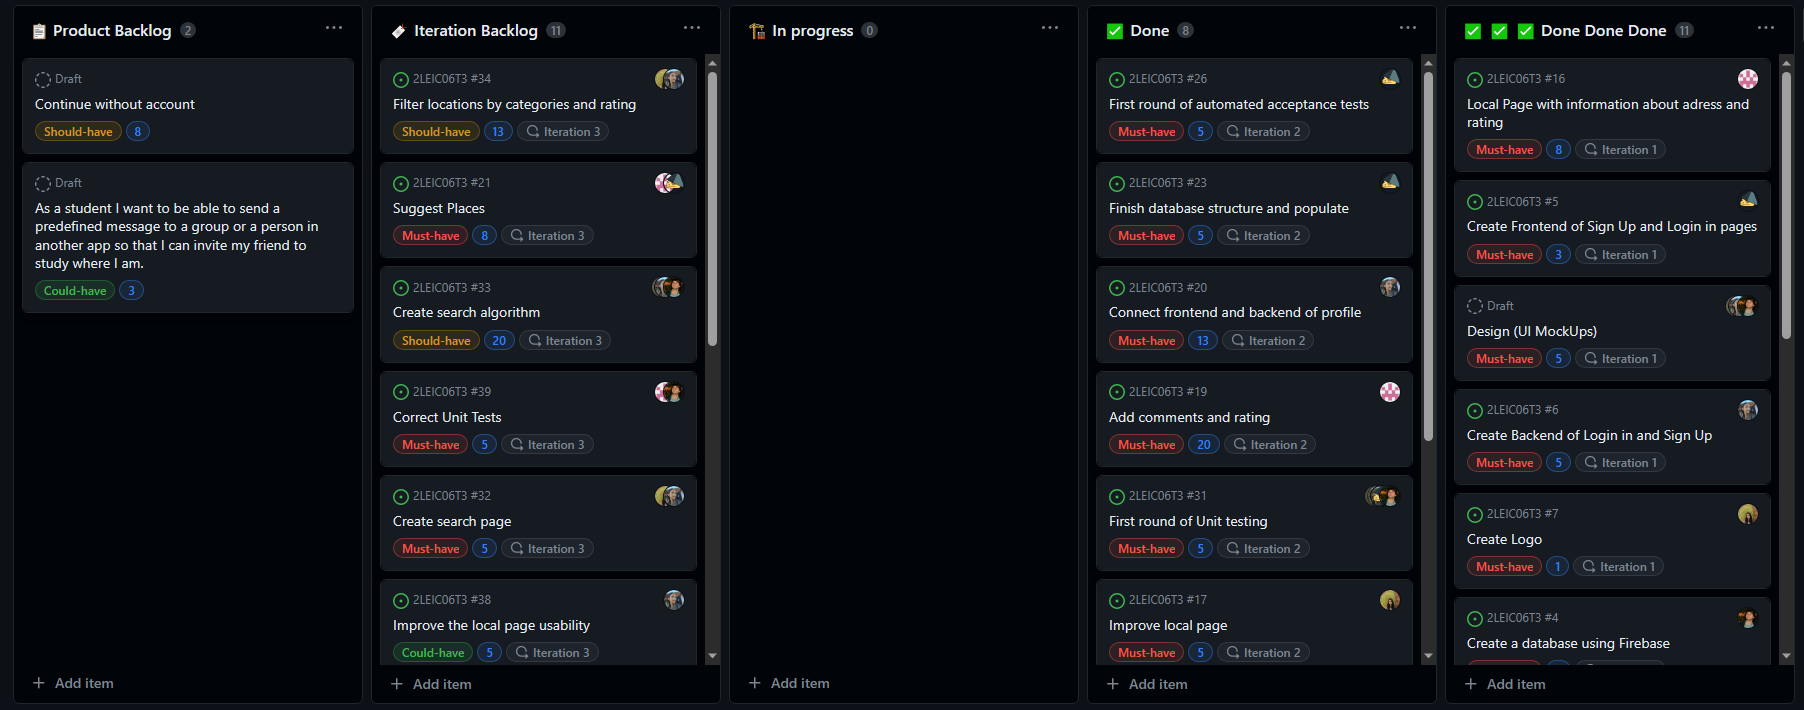 Product Backlog 2
Draft
Continue without account
Should-have 8
Draft
As a student I want to be able to send a
predefined message to a group or a person in
another app so that I can invite my friend to
study where I am.
Could-have 3
Add item
Iteration Backlog 11
2LEIC06T3 #34
Filter locations by categories and rating
Should-have 13 Iteration 3
2LEIC06T3 #21
Suggest Places
Must-have 8 Iteration 3
2LEIC06T3 #33
Create search algorithm
Should-have 20 Iteration 3
2LEIC06T3 #39
Correct Unit Tests
Must-have 5 Iteration 3
2LEIC06T3 #32
Create search page
Must-have 5 Iteration 3
2LEIC06T3 #38
Improve the local page usability
Could-have 5 Iteration 3
Add item
In progress 0
Add item
Done 8
2LEIC06T3 #26
First round of automated acceptance tests
Must-have 5 Iteration 2
2LEIC06T3 #23
Finish database structure and populate
Must-have 5 Iteration 2
2LEIC06T3 #20
Connect frontend and backend of profile
Must-have 13 Iteration 2
2LEIC06T3 #19
Add comments and rating
Must-have 20 Iteration 2
2LEIC06T3 #31
First round of Unit testing
Must-have 5 Iteration 2
2LEIC06T3 #17
Improve local page
Must-have 5 Iteration 2
Add item
Done Done Done 11
2LEIC06T3 #16
Local Page with information about adress and
rating
Must-have 8 Iteration 1
2LEIC06T3 #5
Create Frontend of Sign Up and Login in pages
Must-have 3 Iteration 1
Draft
Design (UI MockUps)
Must-have 5 Iteration 1
2LEIC06T3 #6
Create Backend of Login in and Sign Up
Must-have 5 Iteration 1
2LEIC06T3 #7
Create Logo
Must-have 1 Iteration 1
2LEIC06T3 #4
Create a database using Firebase
Add item